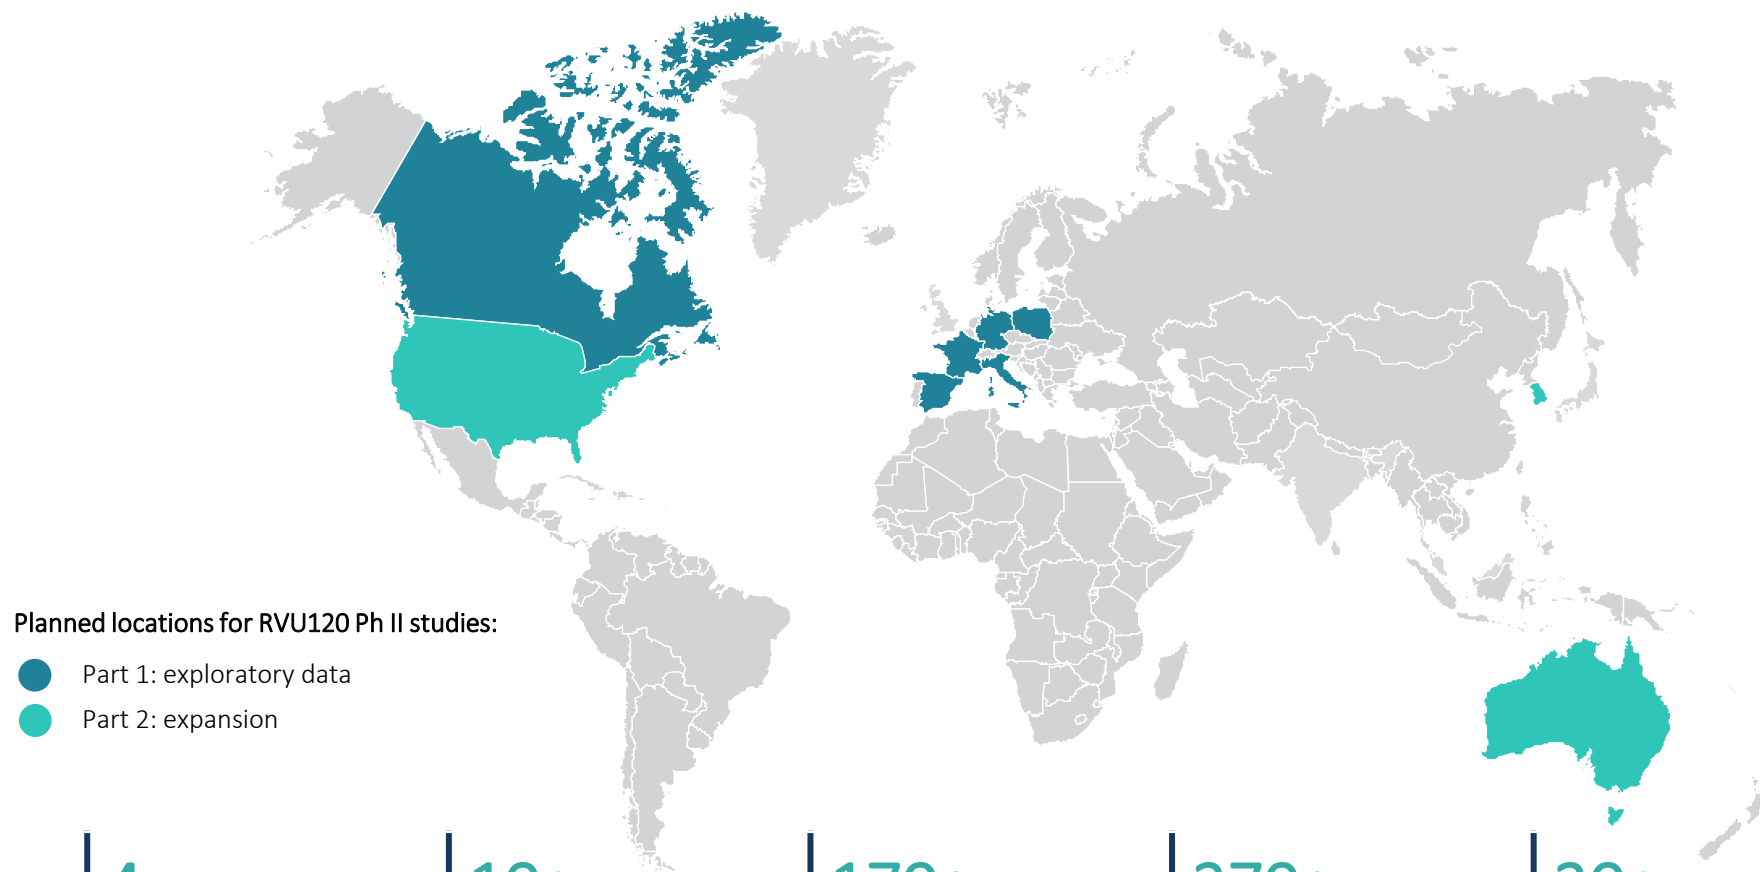 Planned locations for RVU120 Ph II studies:
Part 1: exploratory data
Part 2: expansion